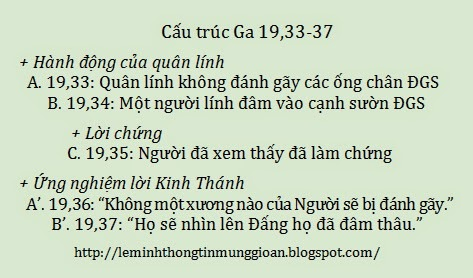 Cấu trúc Ga 19,33-37
+ Hành động của quân lính
A. 19,33: Quân lính không đánh gãy các ống chân ĐGS
B. 19,34: Một người lính đâm vào cạnh sườn ĐGS
+ Lời chứng
C. 19,35: Người đã xem thấy đã làm chứng
+ Ứng nghiệm lời Kinh Thánh
A’. 19,36: “Không một xương nào của Người sẽ bị đánh gãy.”
B’. 19,37: “Họ sẽ nhìn lên Đấng họ đã đâm thâu.”
http://leminhthongtinmunggioan.blogspot.com/